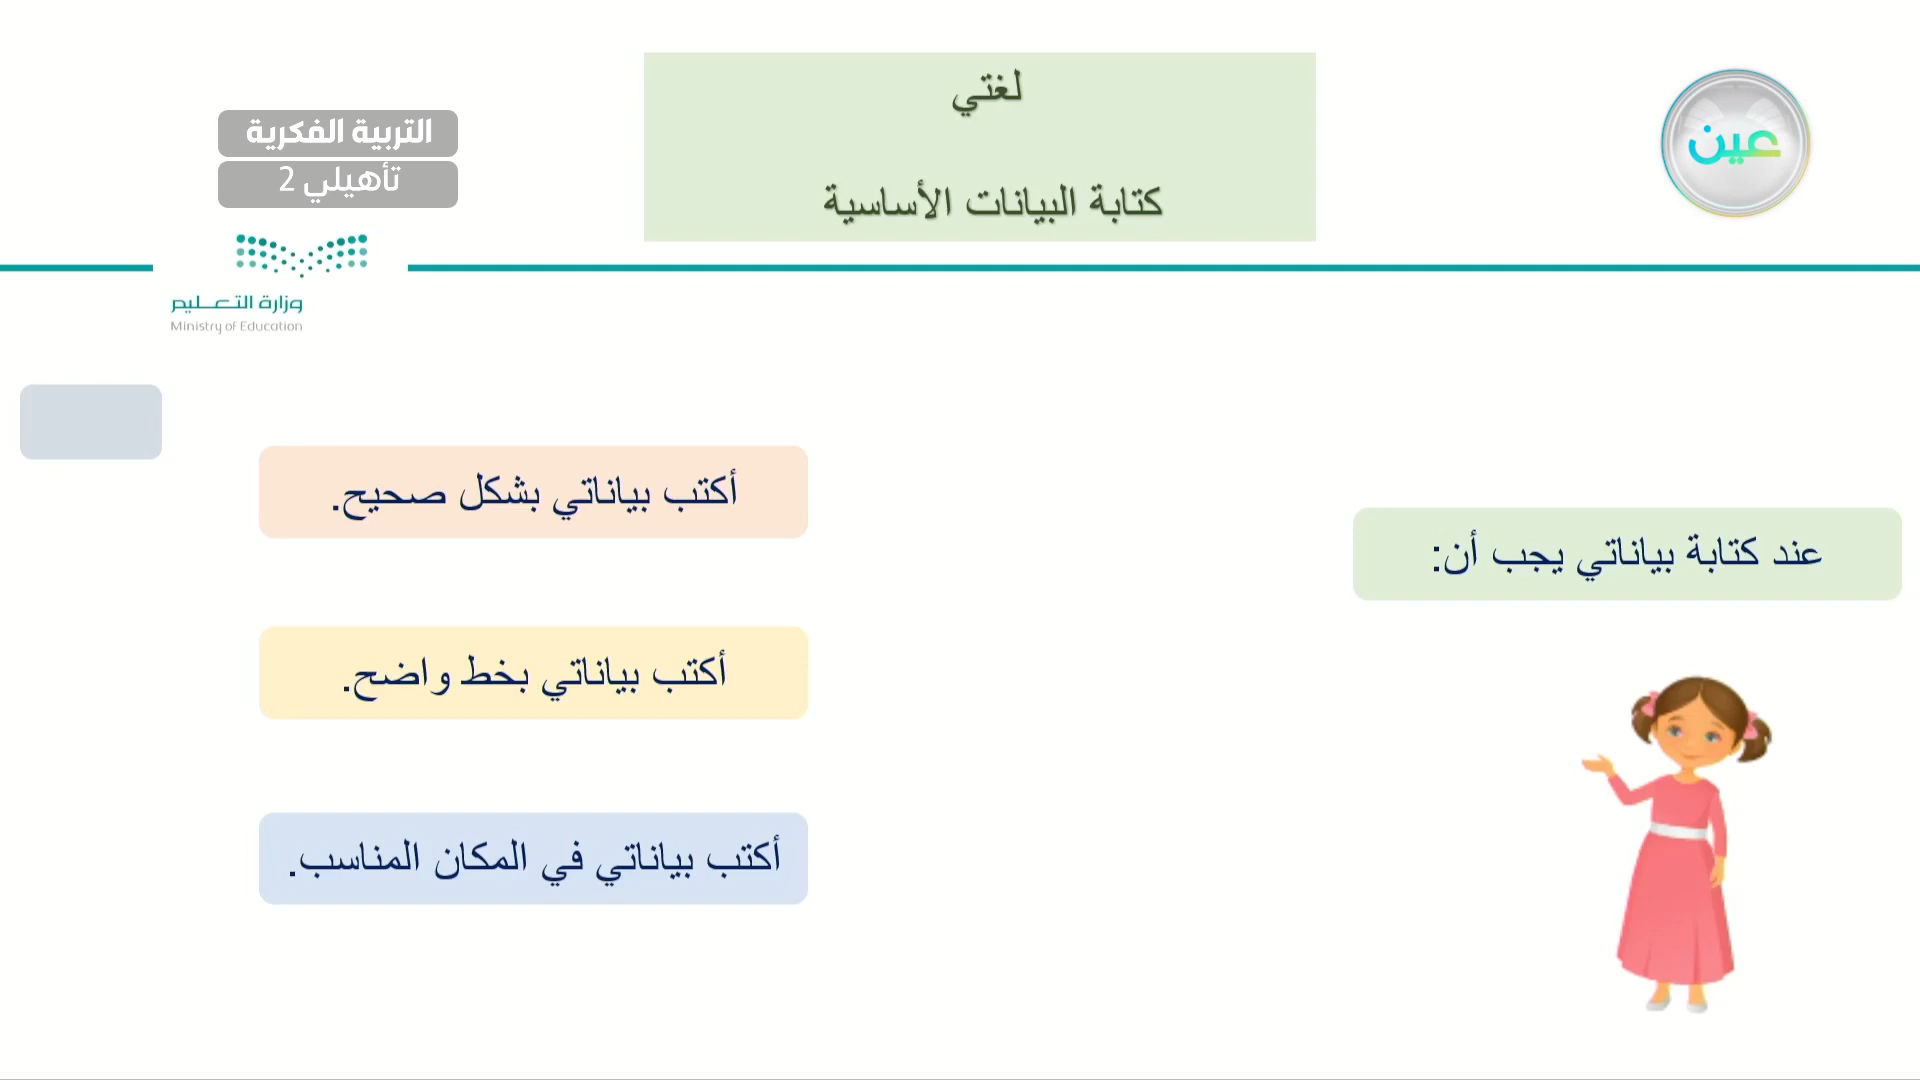 لغتي
كتابة البيانات الأساسية
عين
التربية الفكرية
تأهيلي 2
وزارة التعليم
Ministry of Education
عند كتابة بياناتي يجب أن:
أكتب بياناتي بشكل صحيح.
أكتب بياناتي بخط واضح.
أكتب بياناتي في المكان المناسب.